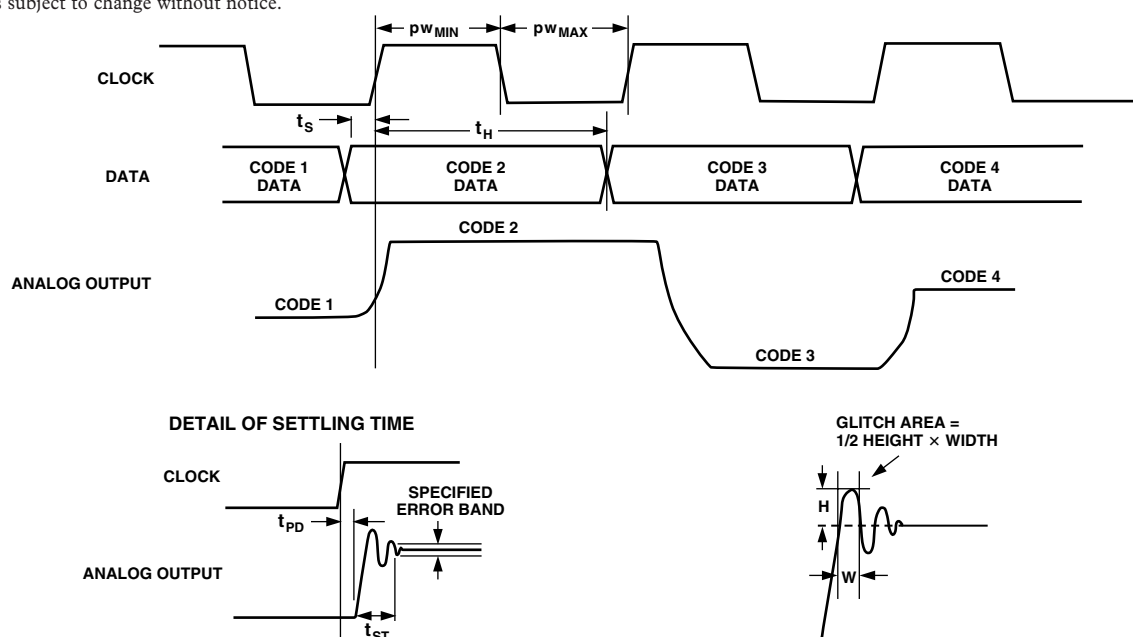 s subject to change without notice.
pwMIN
pwMAX
CLOCK
tS
tH
DATA
CODE 1
DATA
CODE 2
DATA
CODE 3
DATA
CODE 4
DATA
CODE 2
ANALOG OUTPUT
CODE 1
CODE 4
CODE 3
DETAIL OF SETTLING TIME
GLITCH AREA =
1/2 HEIGHT × WIDTH
CLOCK
SPECIFIED
ERROR BAND
H
tPD
ANALOG OUTPUT
W
tST